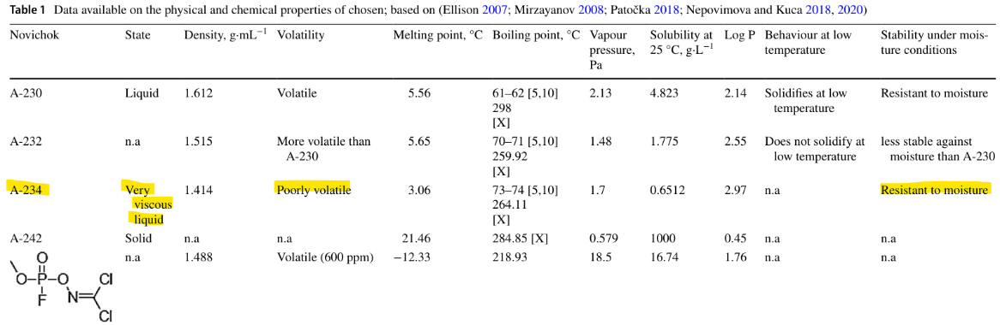 Table 1 Data available on the physical and chemical properties of chosen; based on (Ellison 2007; Mirzayanov 2008; Patočka 2018; Nepovimova and Kuca 2018, 2020)
Novichok State Density, g·mL−1 Volatility Melting point, °C Boiling point, °C Vapour pressure, Pa Solubility at 25 °C, g·L−1 Log P Behaviour at low temperature Stability under moisture conditions
A-230 Liquid 1.612 Volatile 5.56 61–62 [5,10] 2.13 4.823 2.14 Solidifies at low Resistant to moisture
298 temperature
[X]
A-232 n.a 1.515 More volatile than 5.65 70–71 [5,10] 1.48 1.775 2.55 Does not solidify at less stable against
A-230 259.92 low temperature moisture than A-230
[X]
A-234 Very 1.414 Poorly volatile 3.06 73–74 [5,10] 1.7 0.6512 2.97 n.a Resistant to moisture
viscous 264.11
liquid [X]
A-242 Solid n.a n.a 21.46 284.85 [X] 0.579 1000 0.45 n.a n.a
n.a 1.488 Volatile (600 ppm) −12.33 218.93 18.5 16.74 1.76 n.a n.a
O
O P O Cl
F N
Cl